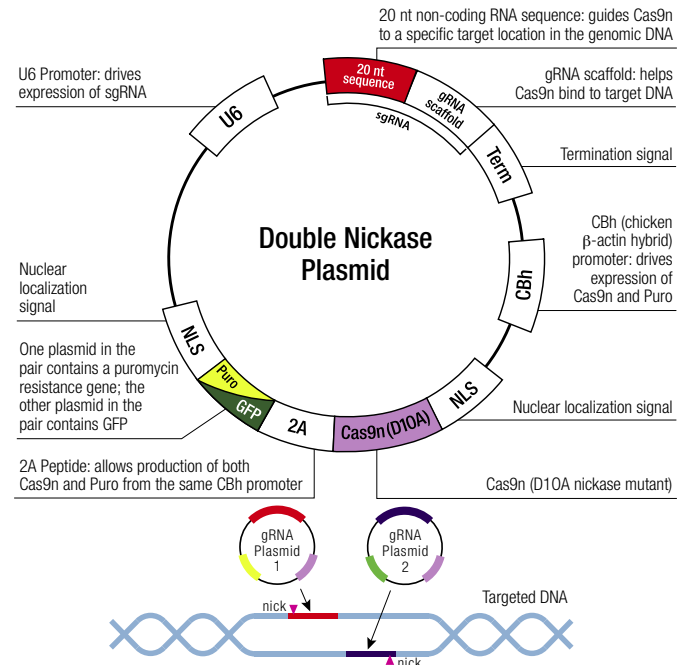 20 nt non-coding RNA sequence: guides Cas9n
to a specific target location in the genomic DNA
U6 Promoter: drives
expression of sgRNA
gRNA scaffold: helps
Cas9n bind to target DNA
20 nt
sequence
gRNA
scaffold
sgRNA
U6
Term
Termination signal
Double Nickase
Plasmid
CBh (chicken
β-actin hybrid)
promoter: drives
expression of
Cas9n and Puro
CBh
Nuclear
localization
signal
NLS
One plasmid in the
pair contains a puromycin
resistance gene; the
other plasmid in the
pair contains GFP
Puro
GFP
2A
Cas9n (D10A)
NLS
Nuclear localization signal
2A Peptide: allows production of both
Cas9n and Puro from the same CBh promoter
Cas9n (D10A nickase mutant)
gRNA
Plasmid
1
gRNA
Plasmid
2
Targeted DNA
nick
nick